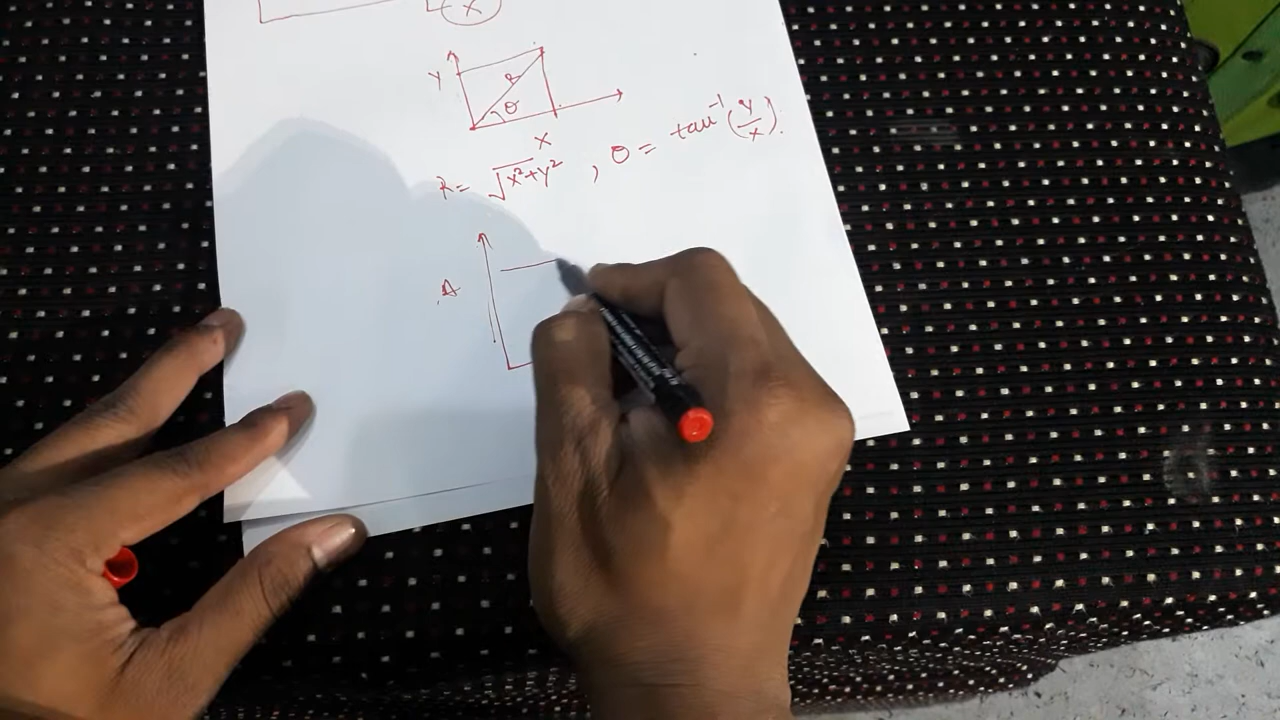 x
Y
R
θ
X
R = √x²+y² , θ = tan⁻¹(y/x).
A